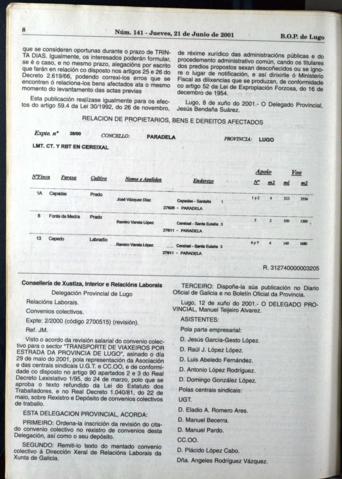 8
Núm. 141 - Jueves, 21 de Junio de 2001
B.O.P. de Lugo
que se consideren oportunas durante o prazo de TRIN-
TA DIAS. Igualmente, os interesados poderán formular,
se é o caso, e no mesmo prazo, alegacións por escrito
que terán en relación co disposto nos artigos 25 e 26 do
Decreto 2.619/66, podendo correxi-los erros que se
encontren ó relaciona-los bens afectados ata o mesmo
momento do levantamento das actas previas
Esta publicación realízase igualmente para os efec-
tos do artigo 59.4 da Lei 30/1992, do 26 de novembro,
de réxime xurídico das administracións públicas e do
procedemento administrativo común, cando os titulares
dos predios propostos sexan descoñecidos ou se igno-
re o lugar de notificación, e así dirixirlle ó Ministerio
Fiscal as dilixencias que se produzan, de conformidade
co artigo 52 da Lei de Expropiación Forzosa, do 16 de
decembro de 1954.
Lugo, 8 de xuño de 2001.- O Delegado Provincial,
Jesús Bendaña Suárez.
RELACION DE PROPIETARIOS, BENS E DEREITOS AFECTADOS
Expte. nº
CONCELLO: PARADELA
PROVINCIA: LUGO
LMT. CT. Y RBT EN CEREIXAL
Apoio Voo
NºFinca Paraxe Cultivo Nome e Apelidos Enderezo Nº m2 ml m2
1A Capadas Prado José Vázquez Díaz
PARADELA
8 Fonte da Medra Prado Ramiro Varela López
27611 - PARADELA
13 Capedo Labradío Ramiro Varela López
27611 - PARADELA
R. 312740000003205
Consellería de Xustiza, Interior e Relacións Laborais
Delegación Provincial de Lugo
Relacións Laborais.
Convenios colectivos.
Expte: 2/2000 (código 2700515) (revisión).
Ref. JM.
Visto o acordo da revisión salarial do convenio colec-
tivo para o sector "TRANSPORTE DE VIAXEIROS POR
ESTRADA DA PROVINCIA DE LUGO", asinado o día
29 de maio do 2001, pola representación da Asociación
e das centrais sindicais U.G.T. e CC.OO, e de conformi-
dade co disposto no artigo 90 apartados 2 e 3 do Real
Decreto Lexislativo 1/95, do 24 de marzo, polo que se
aproba o texto refundido da Lei do Estatuto dos
Traballadores, e no Real Decreto 1.040/81, do 22 de
maio, sobre Rexistro e Depósito de convenios colectivos
de traballo.
ESTA DELEGACION PROVINCIAL, ACORDA:
PRIMEIRO: Ordena-la inscrición da revisión do cita-
do convenio colectivo no rexistro de convenios desta
Delegación, así como o seu depósito.
SEGUNDO: Remiti-lo texto do mantado convenio
colectivo á Dirección Xeral de Relacións Laborais da
Xunta de Galicia.
TERCEIRO: Dispoñe-la súa publicación no Diario
Oficial de Galicia e no Boletín Oficial da Provincia.
Lugo, 12 de xuño do 2001.- O DELEGADO PRO-
VINCIAL, Manuel Teijeiro Alvarez.
ASISTENTES:
Pola parte empresarial:
D. Jesús García-Gesto López.
D. Raúl J. López López.
D. Luis Abeledo Fernández.
D. Antonio López Rodríguez.
D. Domingo González López.
Polas centrais sindicais:
UGT.
D. Eladio A. Romero Ares.
D. Manuel Becerra.
D. Manuel Pardo.
CC.OO.
D. Plácido López Cabo.
Dña. Angeles Rodríguez Vázquez.